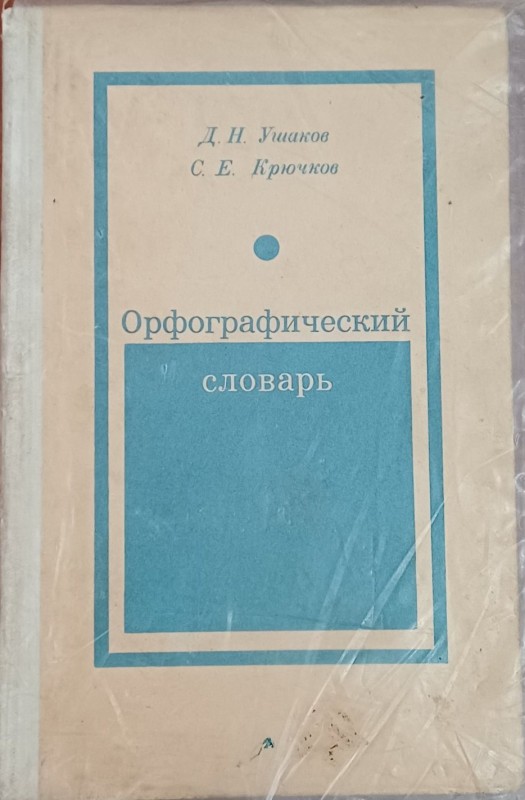 Д. Н. Ушаков
С. Е. Крючков
Орфографический
словарь